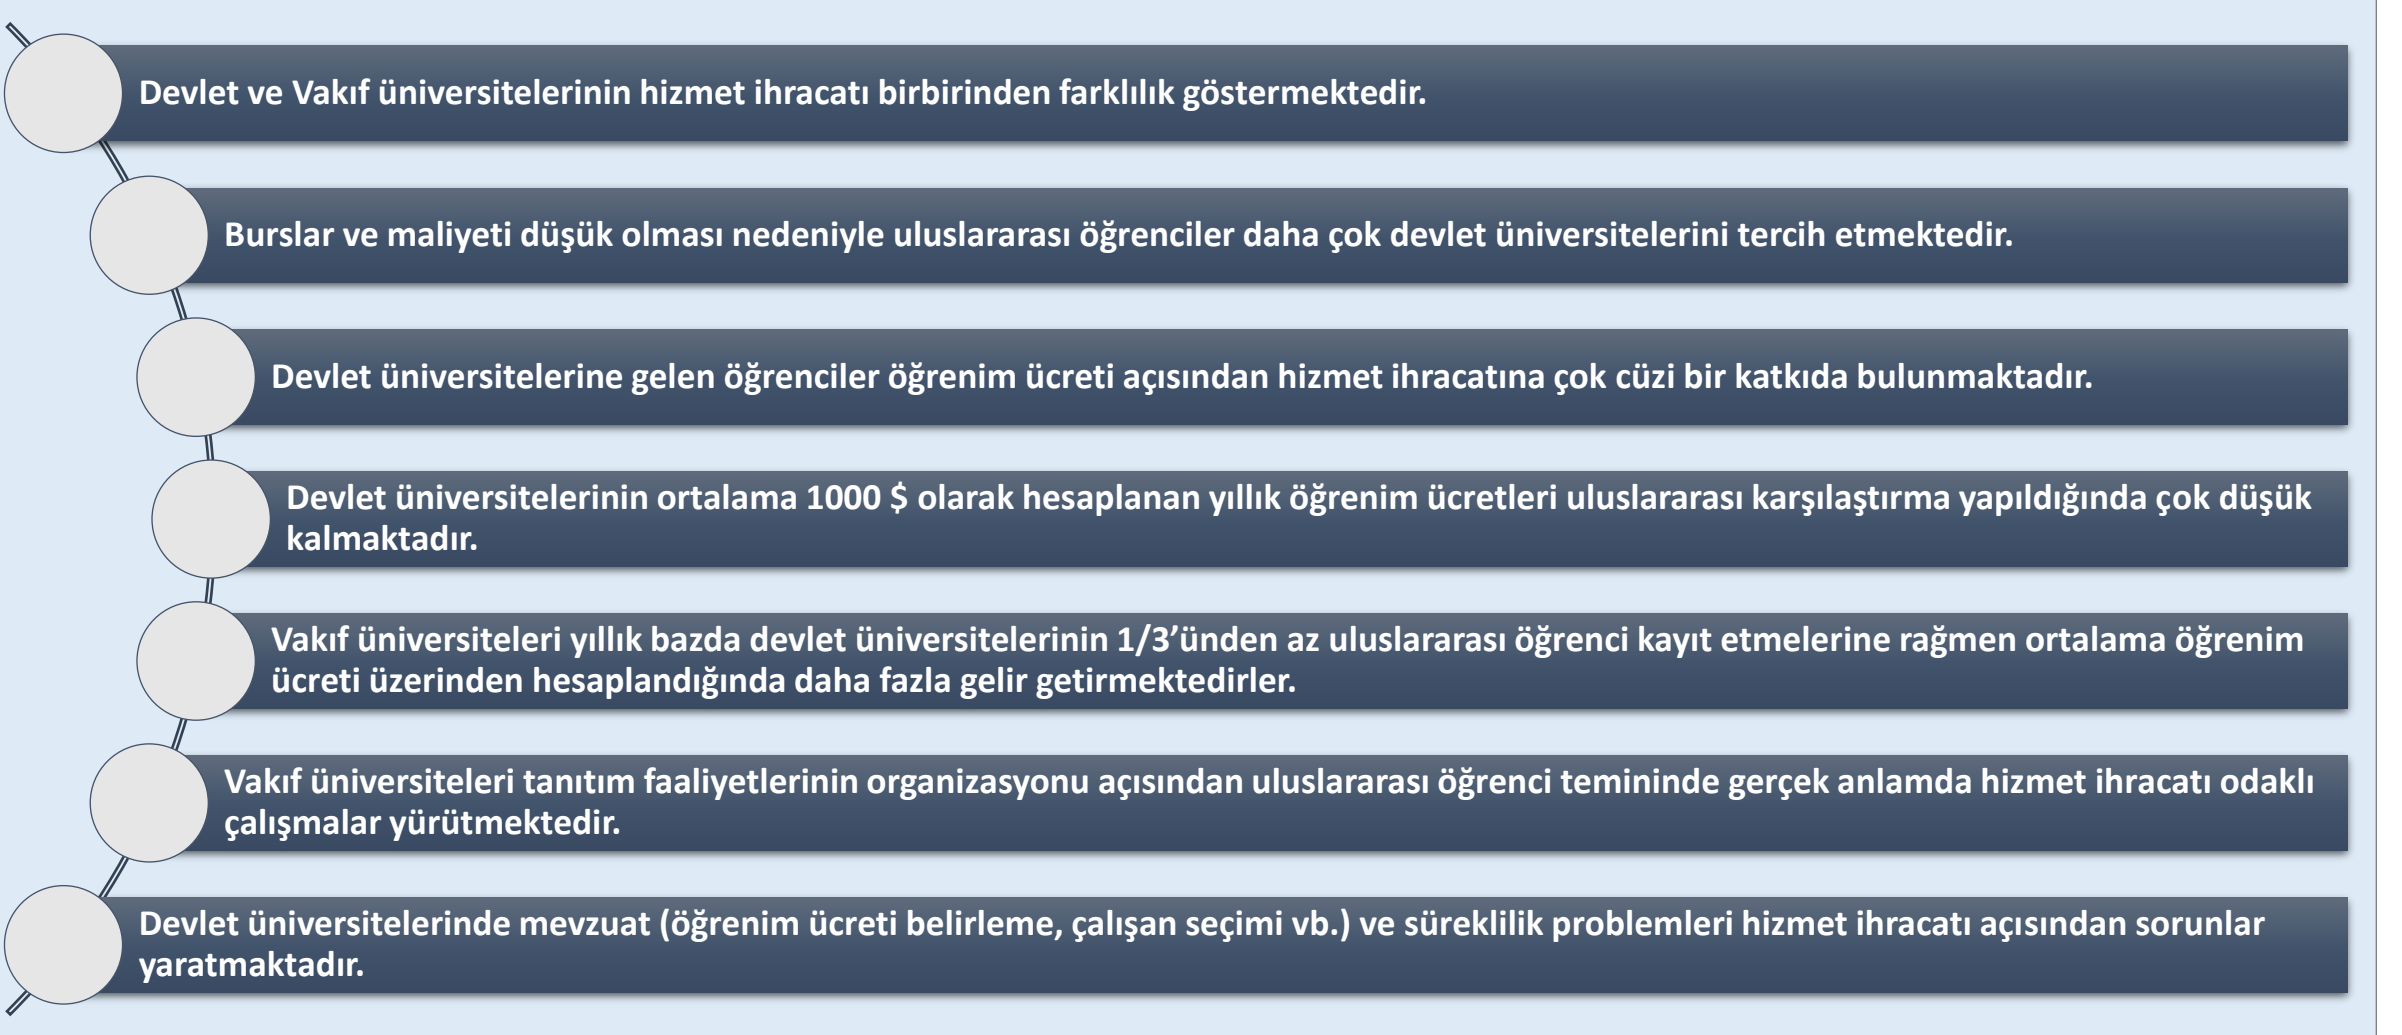 Devlet ve Vakıf üniversitelerinin hizmet ihracatı birbirinden farklılık göstermektedir.
Burslar ve maliyeti düşük olması nedeniyle uluslararası öğrenciler daha çok devlet üniversitelerini tercih etmektedir.
Devlet üniversitelerine gelen öğrenciler öğrenim ücreti açısından hizmet ihracatına çok cüzi bir katkıda bulunmaktadır.
Devlet üniversitelerinin ortalama 1000 $ olarak hesaplanan yıllık öğrenim ücretleri uluslararası karşılaştırma yapıldığında çok düşük
kalmaktadır.
Vakıf üniversiteleri yıllık bazda devlet üniversitelerinin 1/3’ünden az uluslararası öğrenci kayıt etmelerine rağmen ortalama öğrenim
ücreti üzerinden hesaplandığında daha fazla gelir getirmektedirler.
Vakıf üniversiteleri tanıtım faaliyetlerinin organizasyonu açısından uluslararası öğrenci temininde gerçek anlamda hizmet ihracatı odaklı
çalışmalar yürütmektedir.
Devlet üniversitelerinde mevzuat (öğrenim ücreti belirleme, çalışan seçimi vb.) ve süreklilik problemleri hizmet ihracatı açısından sorunlar
yaratmaktadır.